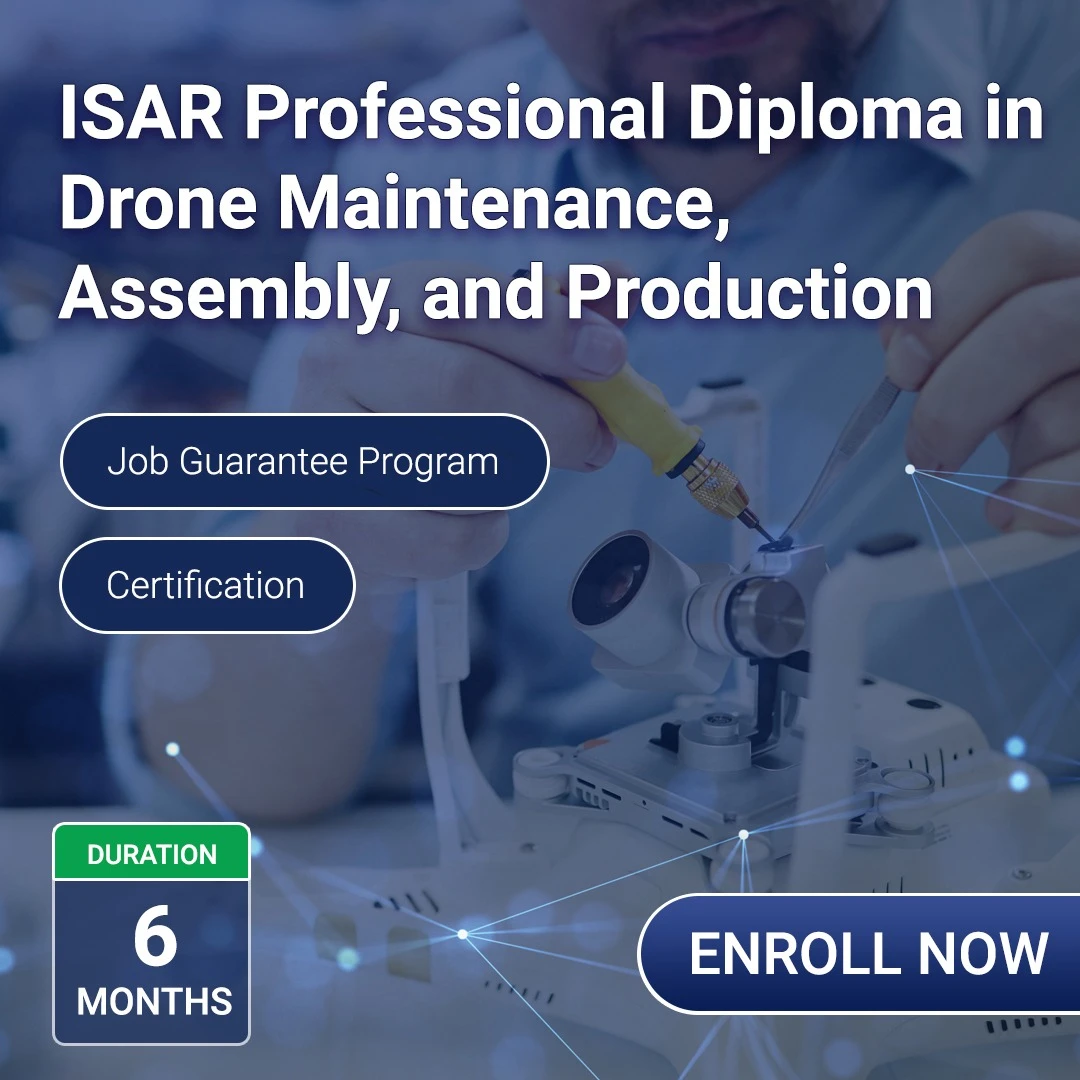 ISAR Professional Diploma in
Drone Maintenance,
Assembly, and Production
Job Guarantee Program
Certification
DURATION
6
MONTHS
ENROLL NOW